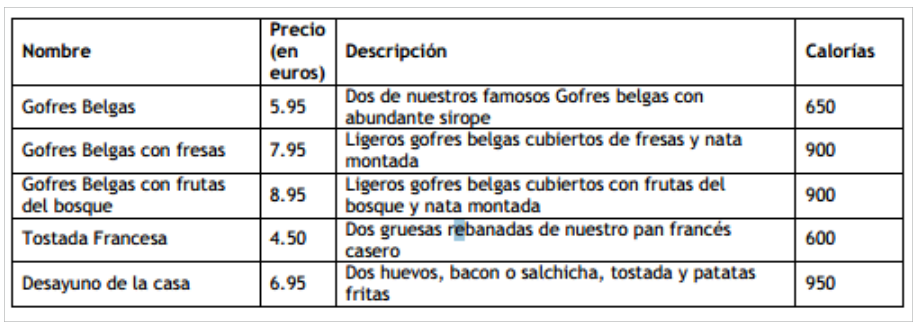 Nombre Precio (en euros) Descripción Calorías
Gofres Belgas 5.95 Dos de nuestros famosos Gofres belgas con
abundante sirope 650
Gofres Belgas con fresas 7.95 Ligeros gofres belgas cubiertos de fresas y nata
montada 900
Gofres Belgas con frutas
del bosque 8.95 Ligeros gofres belgas cubiertos con frutas del
bosque y nata montada 900
Tostada Francesa 4.50 Dos gruesas rebanadas de nuestro pan francés
casero 600
Desayuno de la casa 6.95 Dos huevos, bacon o salchicha, tostada y patatas
fritas 950